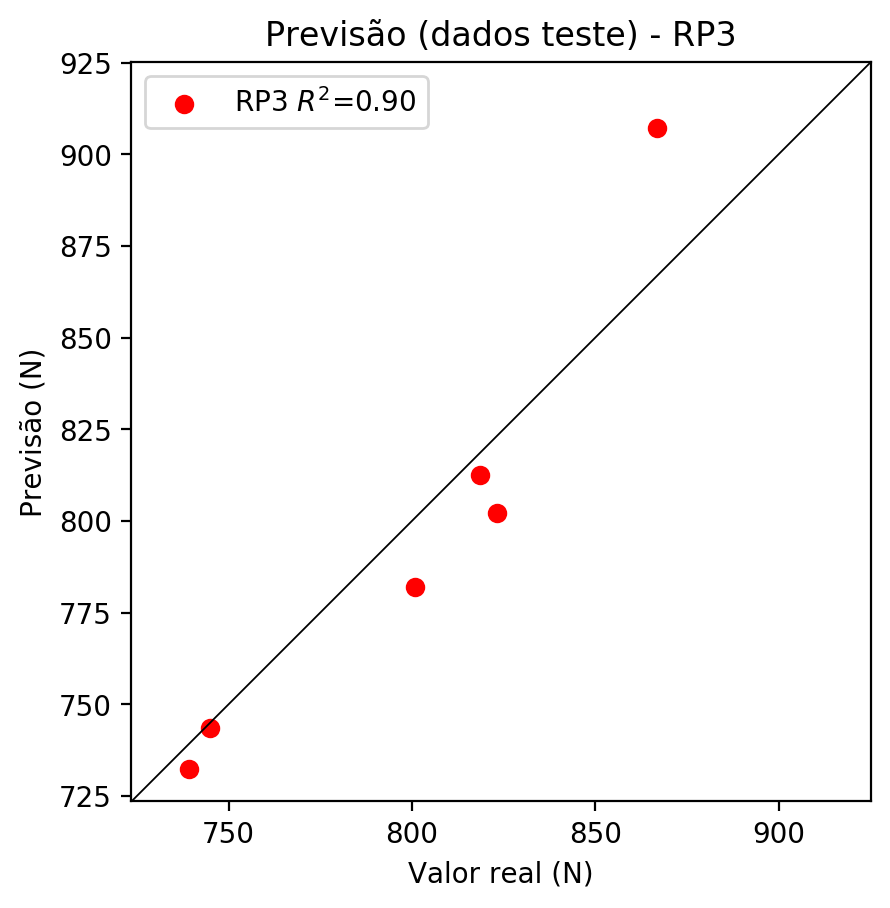 Previsão (dados teste) - RP3
RP3 R²=0.90
Previsão (N)
925
900
875
850
825
800
775
750
725
750 800 850 900
Valor real (N)